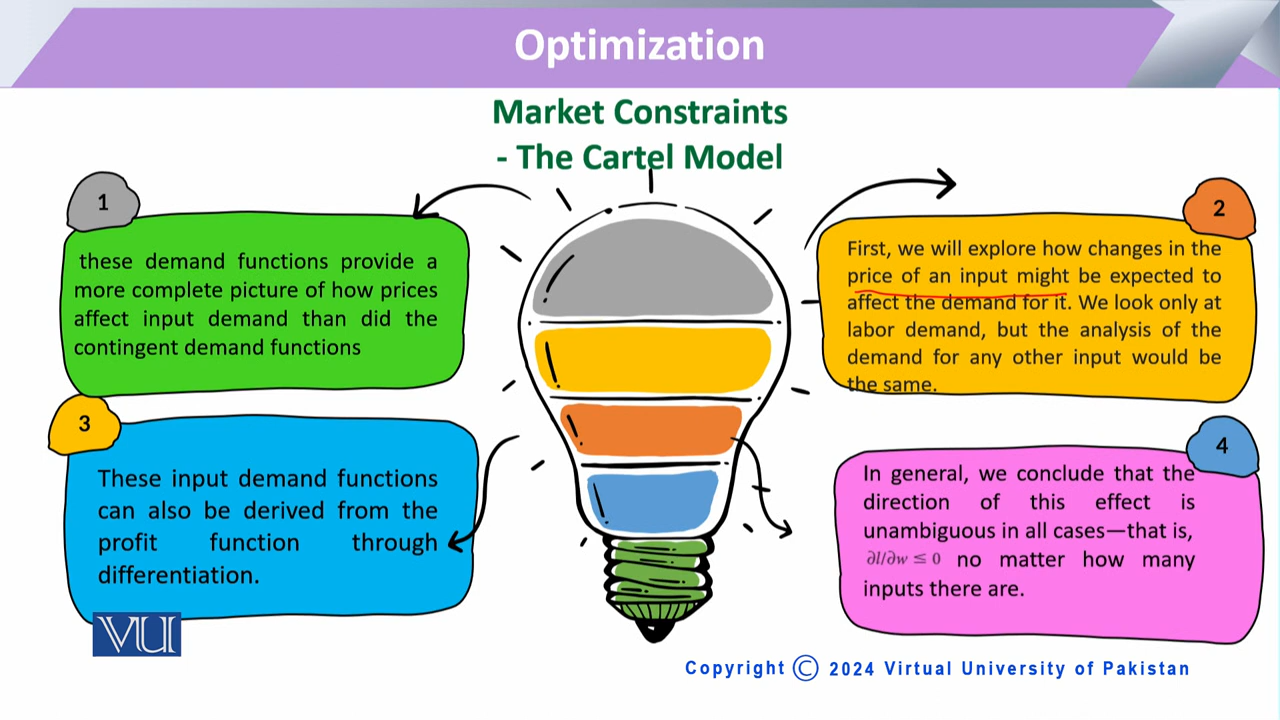 Optimization
Market Constraints
- The Cartel Model
1
these demand functions provide a
more complete picture of how prices
affect input demand than did the
contingent demand functions
2
First, we will explore how changes in the
price of an input might be expected to
affect the demand for it. We look only at
labor demand, but the analysis of the
demand for any other input would be
the same.
3
These input demand functions
can also be derived from the
profit function through
differentiation.
4
In general, we conclude that the
direction of this effect is
unambiguous in all cases—that is,
∂l/∂w ≤ 0 no matter how many
inputs there are.
VU
Copyright © 2024 Virtual University of Pakistan